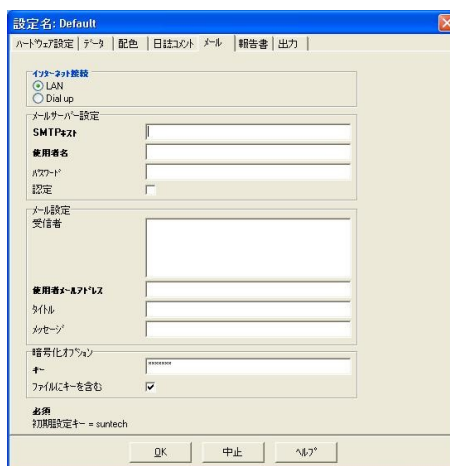 設定名: Default
ハードウェア設定
データ
配色
日誌コメント
メール
報告書
出力
インターネット接続
LAN
Dial up
メールサーバー設定
SMTPホスト
使用者名
パスワード
認定
メール設定
受信者
使用者メールアドレス
タイトル
メッセージ
暗号化オプション
キー
*******
ファイルにキーを含む
必須
初期設定キー = suntech
OK
中止
ヘルプ